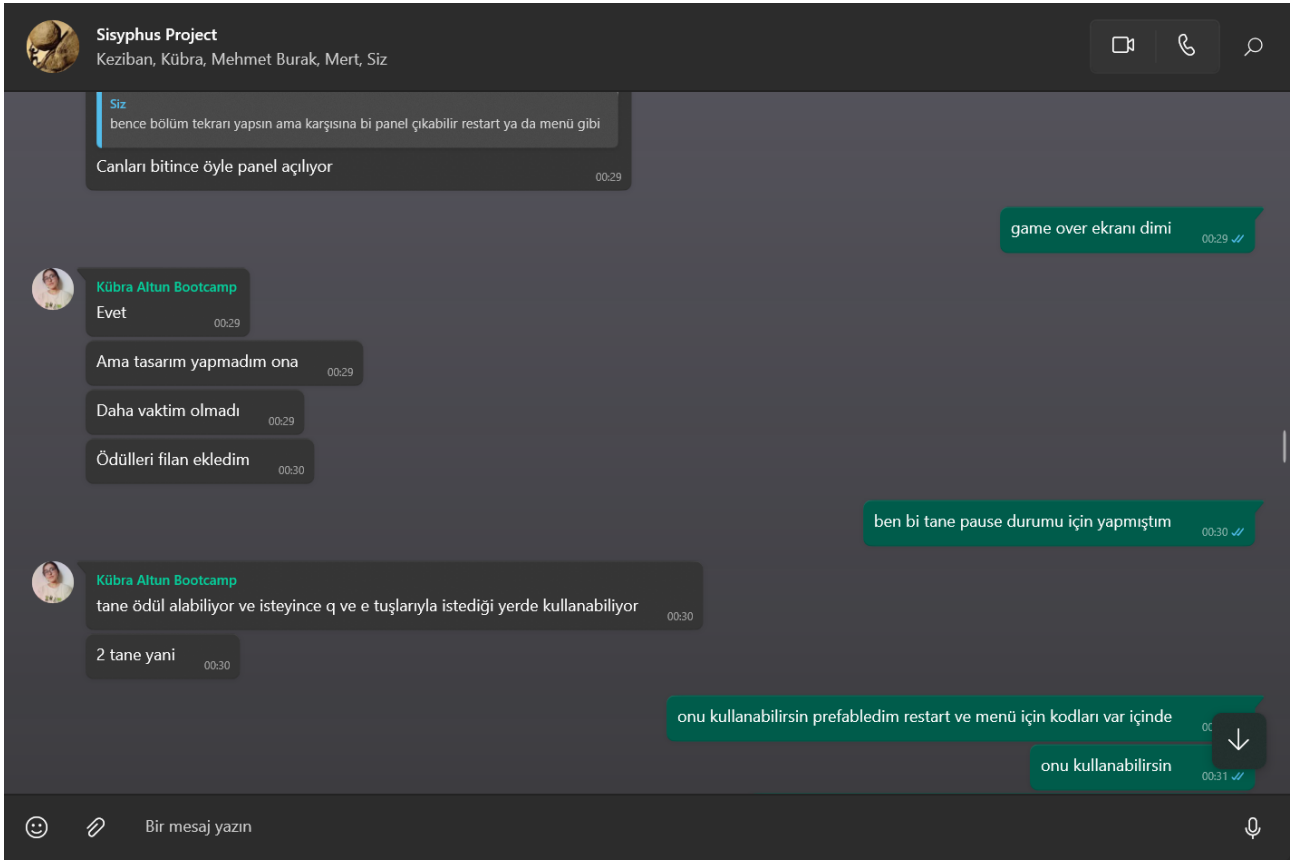 Sisyphus Project
Keziban, Kübra, Mehmet Burak, Mert, Siz
Siz
bence bölüm tekrarı yapsın ama karşısına bi panel çıkabilir restart ya da menü gibi
Canları bitince öyle panel açılıyor
00:29
game over ekranı dimi
00:29
Kübra Altun Bootcamp
Evet
00:29
Ama tasarım yapmadım ona
00:29
Daha vaktim olmadı
00:29
Ödülleri filan ekledim
00:30
ben bi tane pause durumu için yapmıştım
00:30
Kübra Altun Bootcamp
tane ödül alabiliyor ve isteyince q ve e tuşlarıyla istediği yerde kullanabiliyor
00:30
2 tane yani
00:30
onu kullanabilirsin prefabledim restart ve menü için kodları var içinde
onu kullanabilirsin
00:31
Bir mesaj yazın